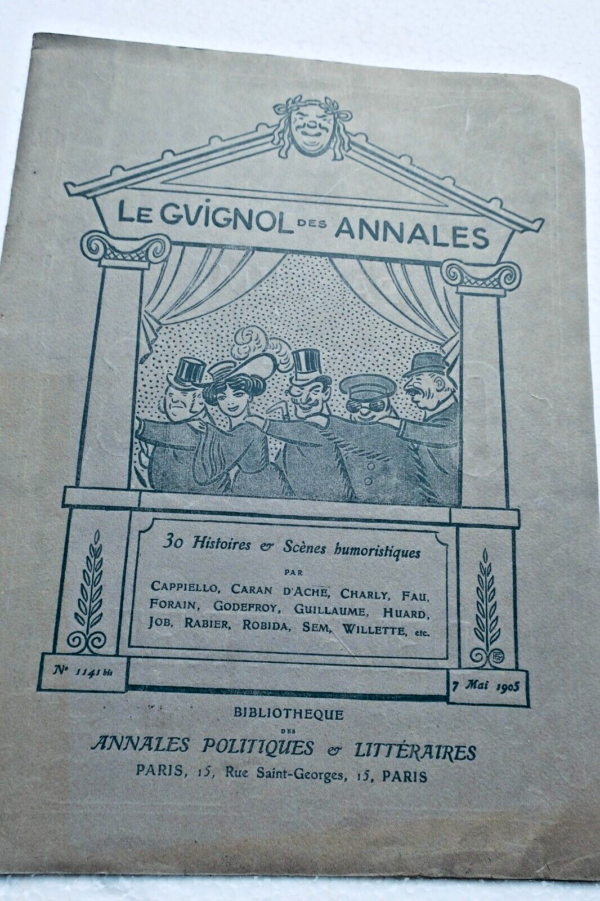 LE GVIGNOL DES ANNALES
30 Histoires & Scènes humoristiques
PAR
CAPPIELLO, CARAN D'ACHE, CHARLY, FAU,
FORAIN, GODEFROY, GUILLAUME, HUARD,
JOB, RABIER, ROBIDA, SEM, WILLETTE, etc.
No 1141 bis
7 Mai 1905
BIBLIOTHEQUE
DES
ANNALES POLITIQUES & LITTÉRAIRES
PARIS, 15, Rue Saint-Georges, 15, PARIS